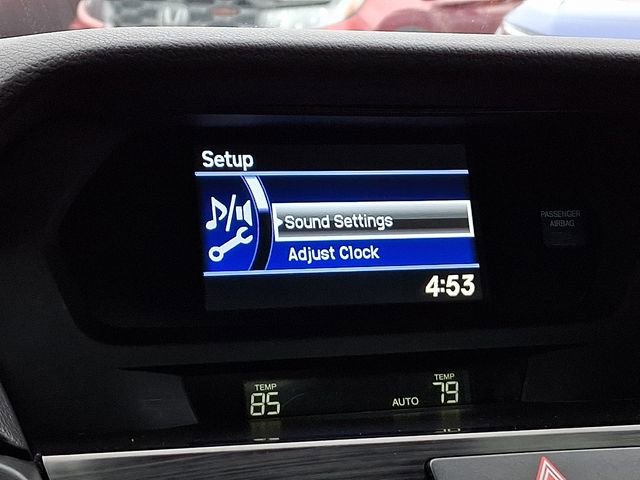 Setup
Sound Settings
Adjust Clock
4:53
PASSENGER
AIRBAG
TEMP
85
AUTO
TEMP
79